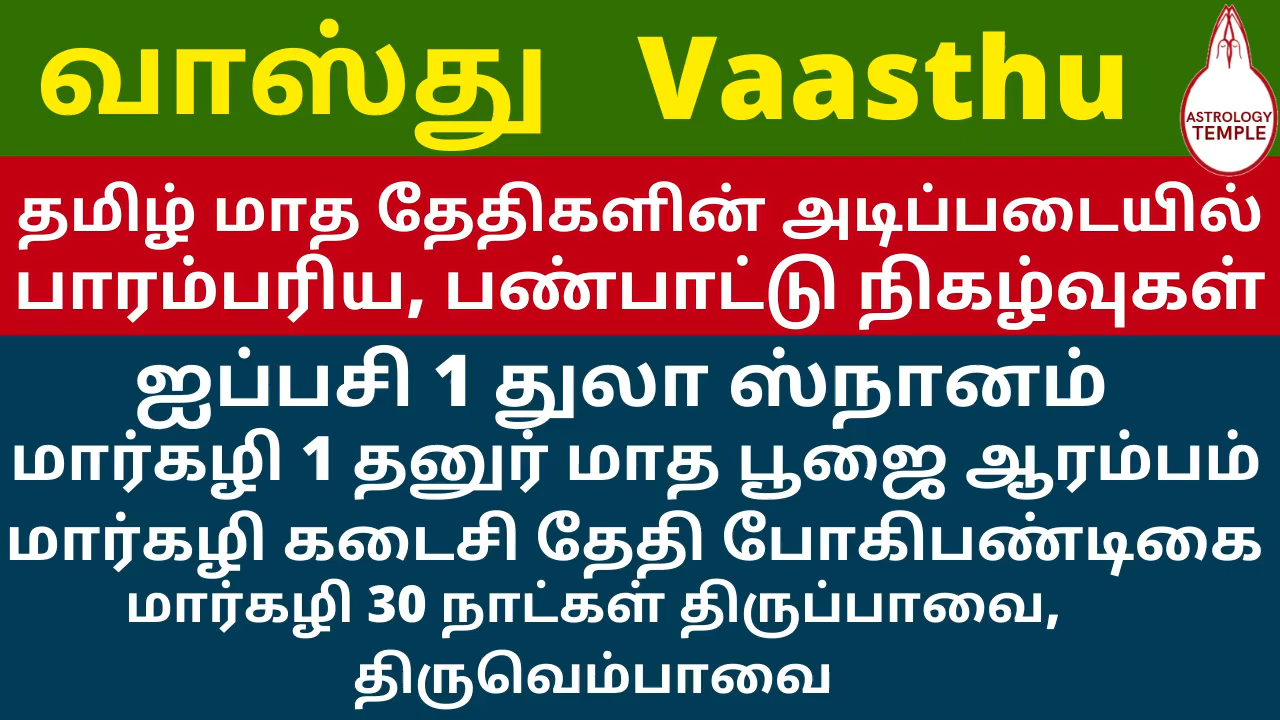 வாஸ்து Vaasthu
ASTROLOGY
TEMPLE
தமிழ் மாத தேதிகளின் அடிப்படையில்
பாரம்பரிய, பண்பாட்டு நிகழ்வுகள்
ஐப்பசி 1 துலா ஸ்நானம்
மார்கழி 1 தனுர் மாத பூஜை ஆரம்பம்
மார்கழி கடைசி தேதி போகிபண்டிகை
மார்கழி 30 நாட்கள் திருப்பாவை,
திருவெம்பாவை